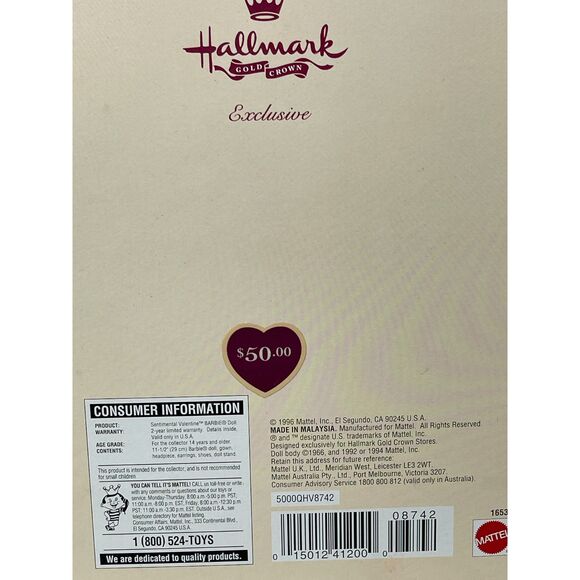 Hallmark
GOLD CROWN
Exclusive
$50.00
CONSUMER INFORMATION
PRODUCT: Sentimental Valentine™ BARBIE® Doll
WARRANTY: 2-year limited warranty. Details inside.
Valid only in U.S.A.
AGE GRADE: For the collector 14 years and older.
CONTENTS: 11-1/2" (29 cm) Barbie® doll, gown,
headpiece, earrings, shoes, doll stand.
This product is intended for the collector, and is not recommended
for small children.
YOU CAN TELL IT'S MATTEL! CALL us toll-free or write
with any comments or questions about our toys or
service. Monday-Thursday, 8:00 a.m. - 5:00 p.m. PST;
11:00 a.m. - 8:00 p.m. EST. Friday, 8:00 a.m. - 12:30 p.m.
PST; 11:00 a.m. - 3:30 p.m. EST. Outside U.S.A., see
telephone directory for Mattel listing.
Consumer Affairs, Mattel, Inc., 333 Continental Blvd.,
El Segundo, CA 90245 U.S.A.
1 (800) 524-TOYS
We are dedicated to quality products.
© 1996 Mattel, Inc., El Segundo, CA 90245 U.S.A.
MADE IN MALAYSIA. Manufactured for Mattel. All Rights Reserved
® and ™ designate U.S. trademarks of Mattel, Inc.
Designed exclusively for Hallmark Gold Crown Stores.
Doll body ©1966, and 1992 or 1994 Mattel, Inc.
Retain this address for future reference.
Mattel U.K., Ltd., Meridian West, Leicester LE3 2WT.
Mattel Australia Pty., Ltd., Port Melbourne, Victoria 3207.
Consumer Advisory Service 1800 800 812 (valid only in Australia).
5000QHV8742
08742
0 15012 41200 0
1653
MATTEL